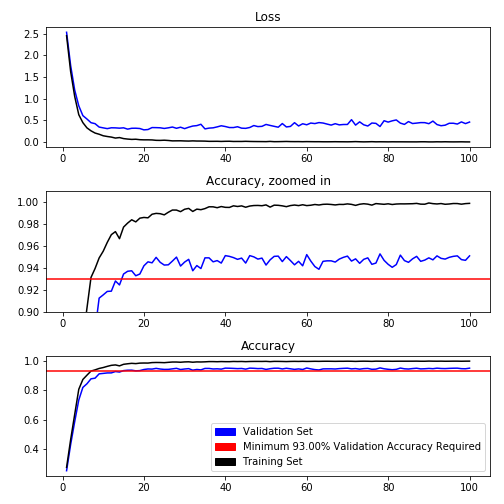 Loss
2.5
2.0
1.5
1.0
0.5
0.0
0 20 40 60 80 100
Accuracy, zoomed in
1.00
0.98
0.96
0.94
0.92
0.90
0 20 40 60 80 100
Accuracy
1.0
0.8
0.6
0.4
Validation Set
Minimum 93.00% Validation Accuracy Required
Training Set
0 20 40 60 80 100